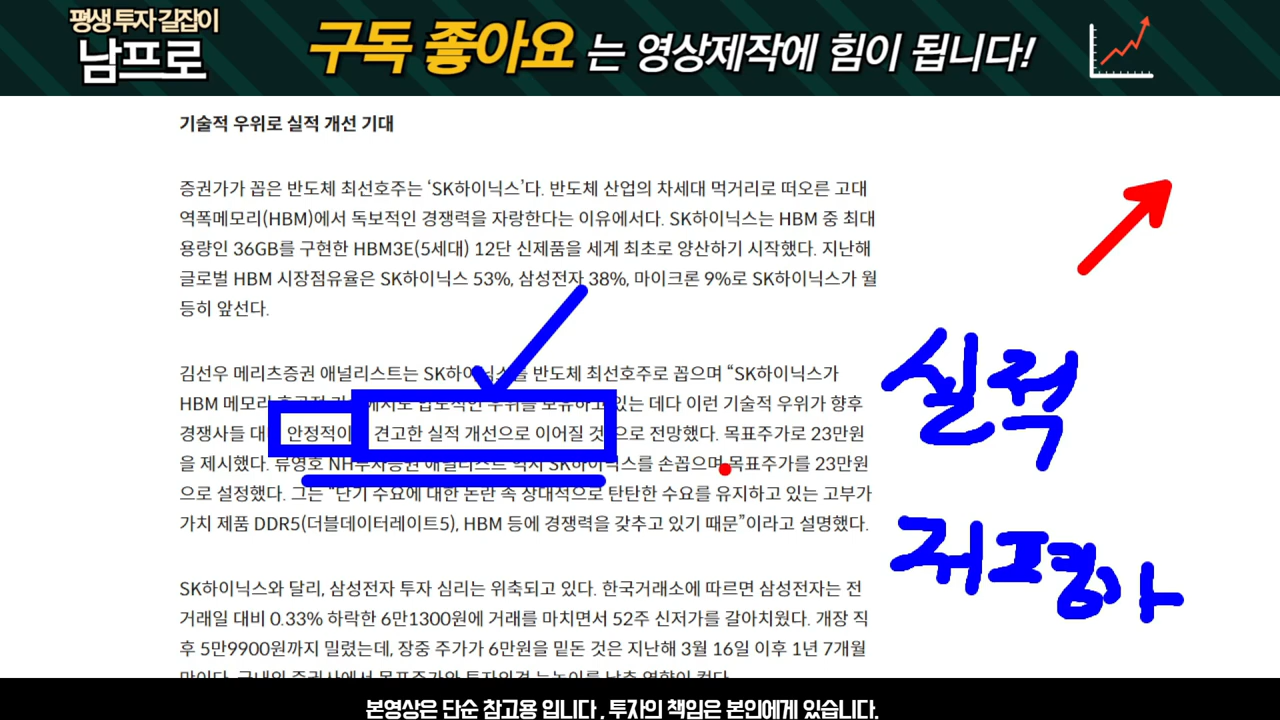 평생 투자 길잡이
남프로
구독 좋아요 는 영상제작에 힘이 됩니다!
기술적 우위로 실적 개선 기대
증권가가 꼽은 반도체 최선호주는 ‘SK하이닉스’다. 반도체 산업의 차세대 먹거리로 떠오른 고대
역폭메모리(HBM)에서 독보적인 경쟁력을 자랑한다는 이유에서다. SK하이닉스는 HBM 중 최대
용량인 36GB를 구현한 HBM3E(5세대) 12단 신제품을 세계 최초로 양산하기 시작했다. 지난해
글로벌 HBM 시장점유율은 SK하이닉스 53%, 삼성전자 38%, 마이크론 9%로 SK하이닉스가 월
등히 앞선다.
김선우 메리츠증권 애널리스트는 SK하이닉스를 반도체 최선호주로 꼽으며 “SK하이닉스가
HBM 메모리 압도적인 우위를 보유하고 있는 데다 이런 기술적 우위가 향후
경쟁사들 대 안정적이 견고한 실적 개선으로 이어질 것”으로 전망했다. 목표주가로 23만원
을 제시했다. 류영호 NH투자증권 애널리스트 역시 SK하이닉스를 손꼽으며 목표주가를 23만원
으로 설정했다. 그는 “단기 수요에 대한 논란 속 상대적으로 탄탄한 수요를 유지하고 있는 고부가
가치 제품 DDR5(더블데이터레이트5), HBM 등에 경쟁력을 갖추고 있기 때문”이라고 설명했다.
SK하이닉스와 달리, 삼성전자 투자 심리는 위축되고 있다. 한국거래소에 따르면 삼성전자는 전
거래일 대비 0.33% 하락한 6만1300원에 거래를 마치면서 52주 신저가를 갈아치웠다. 개장 직
후 5만9900원까지 밀렸는데, 장중 주가가 6만원을 밑돈 것은 지난해 3월 16일 이후 1년 7개월
실적
저평가
본영상은 단순 참고용 입니다 , 투자의 책임은 본인에게 있습니다.